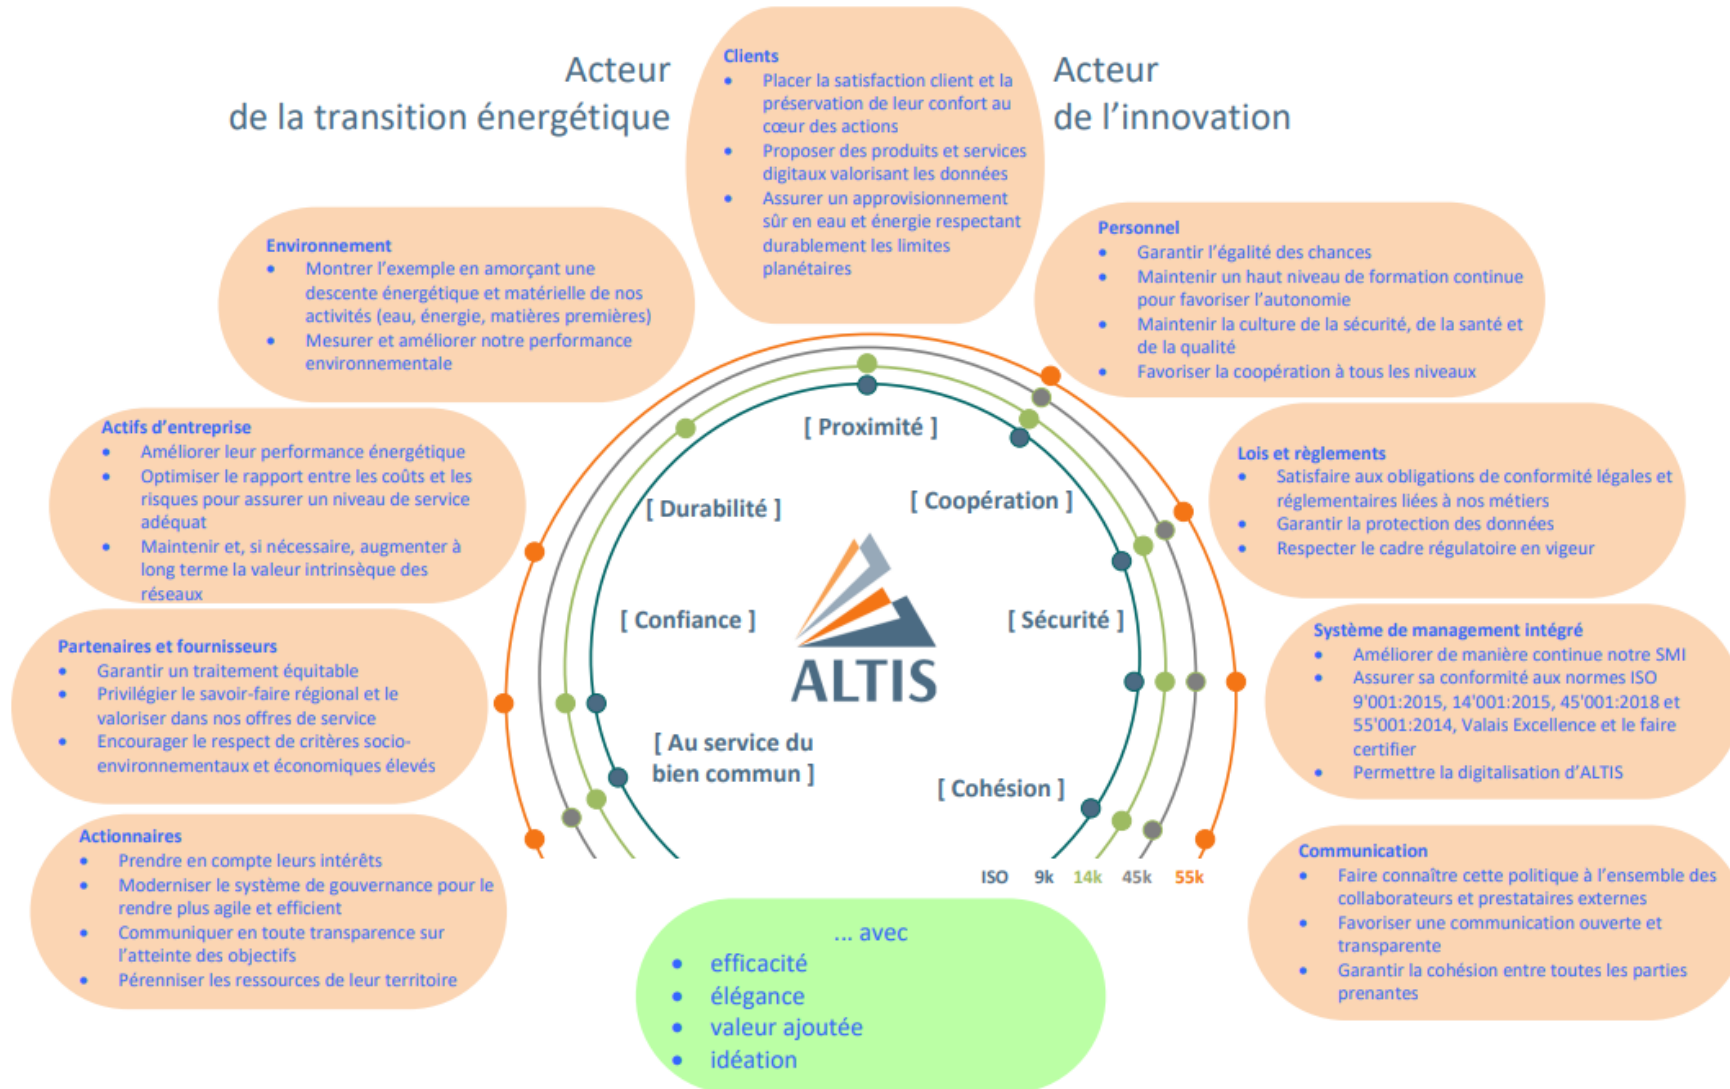 Acteur
de la transition énergétique
Acteur
de l'innovation
Clients
• Placer la satisfaction client et la
préservation de leur confort au
cœur des actions
• Proposer des produits et services
digitaux valorisant les données
• Assurer un approvisionnement
sûr en eau et énergie respectant
durablement les limites
planétaires
Environnement
• Montrer l'exemple en amorçant une
descente énergétique et matérielle de nos
activités (eau, énergie, matières premières)
• Mesurer et améliorer notre performance
environnementale
Personnel
• Garantir l'égalité des chances
• Maintenir un haut niveau de formation continue
pour favoriser l'autonomie
• Maintenir la culture de la sécurité, de la santé et
de la qualité
• Favoriser la coopération à tous les niveaux
Actifs d'entreprise
• Améliorer leur performance énergétique
• Optimiser le rapport entre les coûts et les
risques pour assurer un niveau de service
adéquat
• Maintenir et, si nécessaire, augmenter à
long terme la valeur intrinsèque des
réseaux
Lois et règlements
• Satisfaire aux obligations de conformité légales et
réglementaires liées à nos métiers
• Garantir la protection des données
• Respecter le cadre régulatoire en vigeur
Partenaires et fournisseurs
• Garantir un traitement équitable
• Privilégier le savoir-faire régional et le
valoriser dans nos offres de service
• Encourager le respect de critères socio-
environnementaux et économiques élevés
Système de management intégré
• Améliorer de manière continue notre SMI
• Assurer sa conformité aux normes ISO
9'001:2015, 14'001:2015, 45'001:2018 et
55'001:2014, Valais Excellence et le faire
certifier
• Permettre la digitalisation d'ALTIS
Actionnaires
• Prendre en compte leurs intérêts
• Moderniser le système de gouvernance pour le
rendre plus agile et efficient
• Communiquer en toute transparence sur
l'atteinte des objectifs
• Pérenniser les ressources de leur territoire
Communication
• Faire connaître cette politique à l'ensemble des
collaborateurs et prestataires externes
• Favoriser une communication ouverte et
transparente
• Garantir la cohésion entre toutes les parties
prenantes
[ Proximité ]
[ Durabilité ]
[ Coopération ]
[ Confiance ]
[ Sécurité ]
ALTIS
[ Au service du
bien commun ]
[ Cohésion ]
ISO 9k 14k 45k 55k
... avec
• efficacité
• élégance
• valeur ajoutée
• idéation